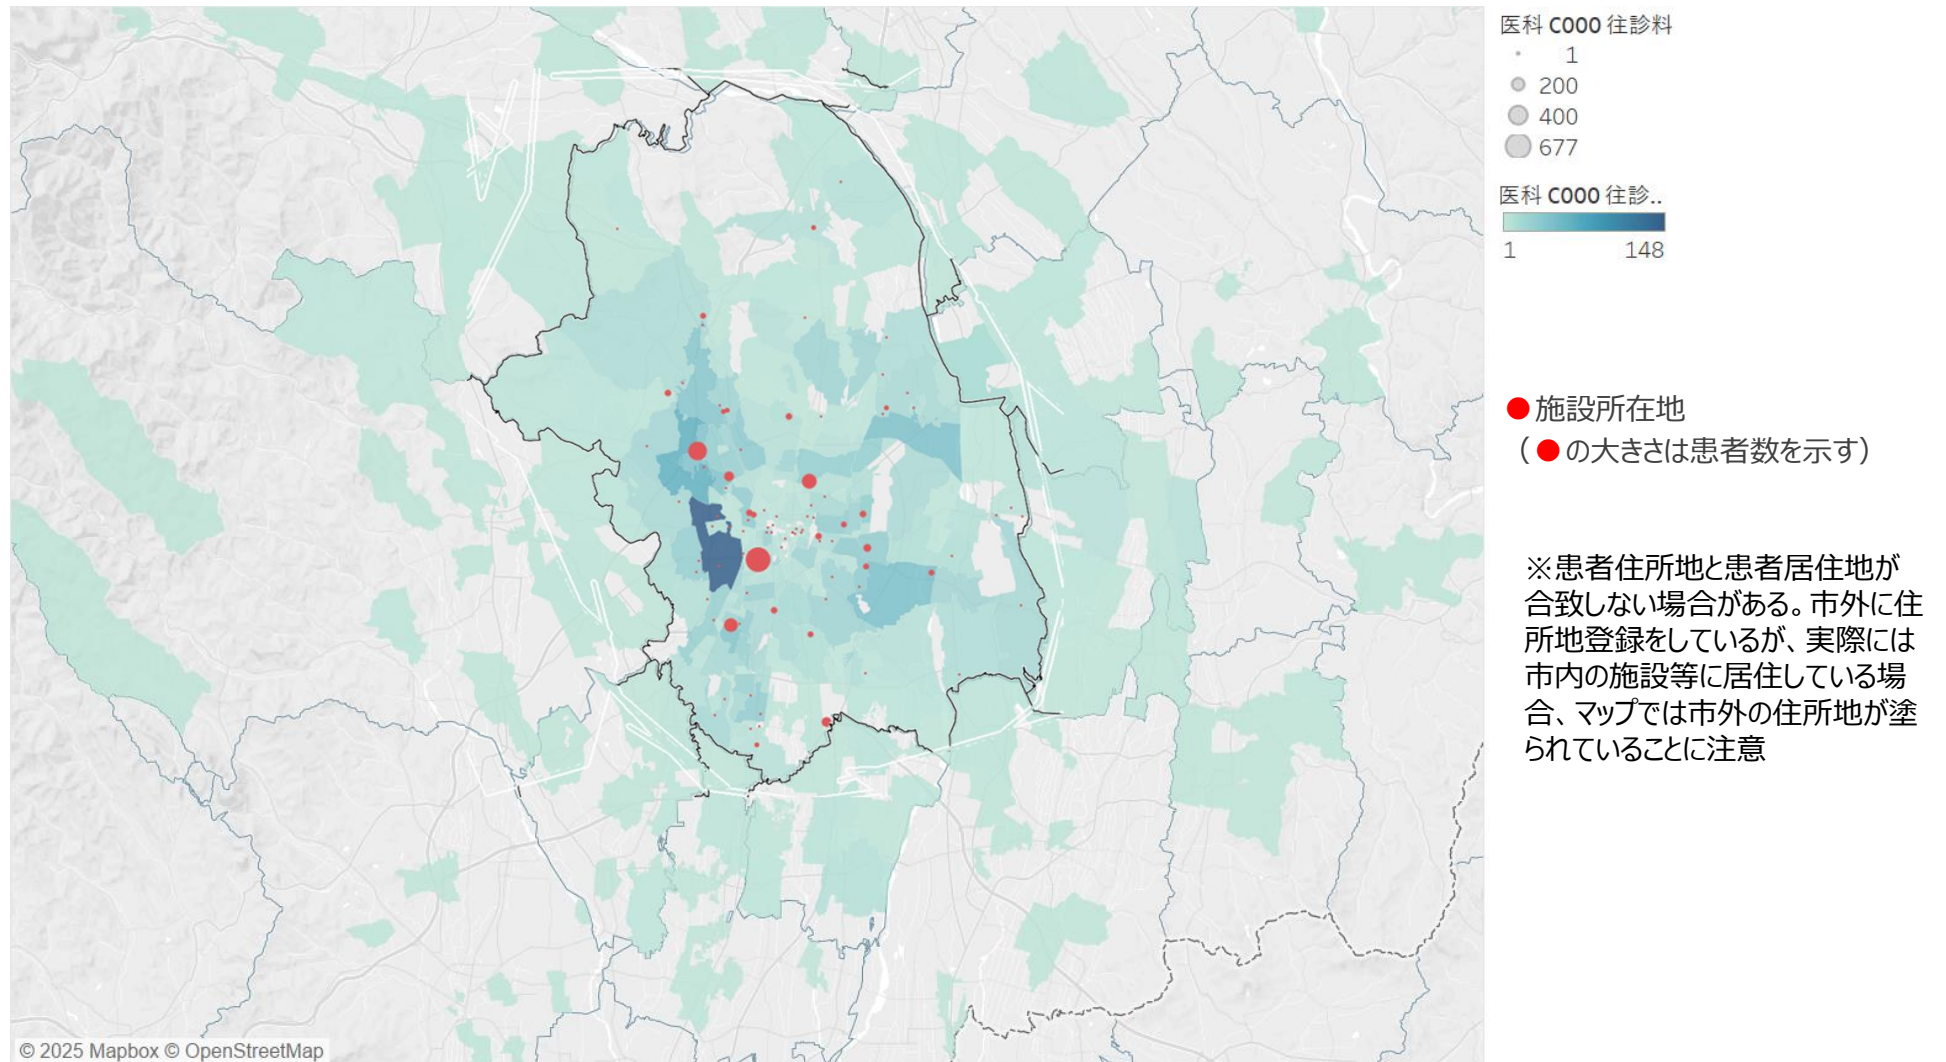 医科 C000 往診料
1
200
400
677
医科 C000 往診..
1 148
●施設所在地
（●の大きさは患者数を示す）
※患者住所地と患者居住地が
合致しない場合がある。市外に住
所地登録をしているが、実際には
市内の施設等に居住している場
合、マップでは市外の住所地が塗
られていることに注意
© 2025 Mapbox © OpenStreetMap